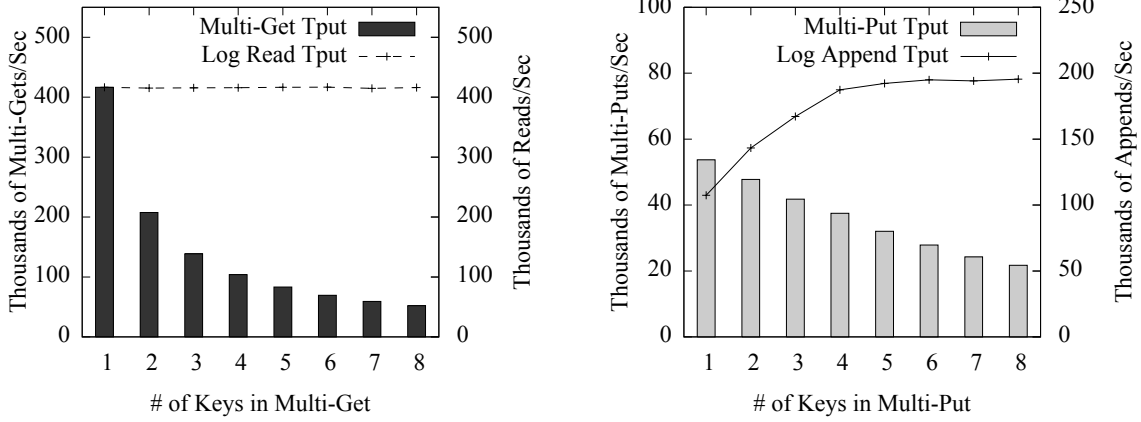 Thousands of Multi-Gets/Sec
500
400
300
200
100
0
Multi-Get Tput
Log Read Tput
500
400
300
200
100
0
Thousands of Reads/Sec
1 2 3 4 5 6 7 8
# of Keys in Multi-Get
Thousands of Multi-Puts/Sec
100
80
60
40
20
0
Multi-Put Tput
Log Append Tput
250
200
150
100
50
0
Thousands of Appends/Sec
1 2 3 4 5 6 7 8
# of Keys in Multi-Put